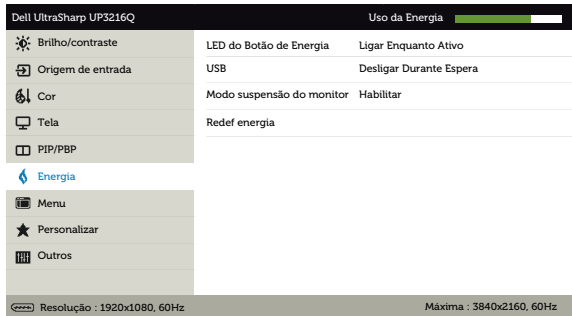 Dell UltraSharp UP3216Q Uso da Energia
Brilho/contraste
Origem de entrada
Cor
Tela
PIP/PBP
Energia
Menu
Personalizar
Outros
LED do Botão de Energia Ligar Enquanto Ativo
USB Desligar Durante Espera
Modo suspensão do monitor Habilitar
Redef energia
Resolução : 1920x1080, 60Hz Máxima : 3840x2160, 60Hz